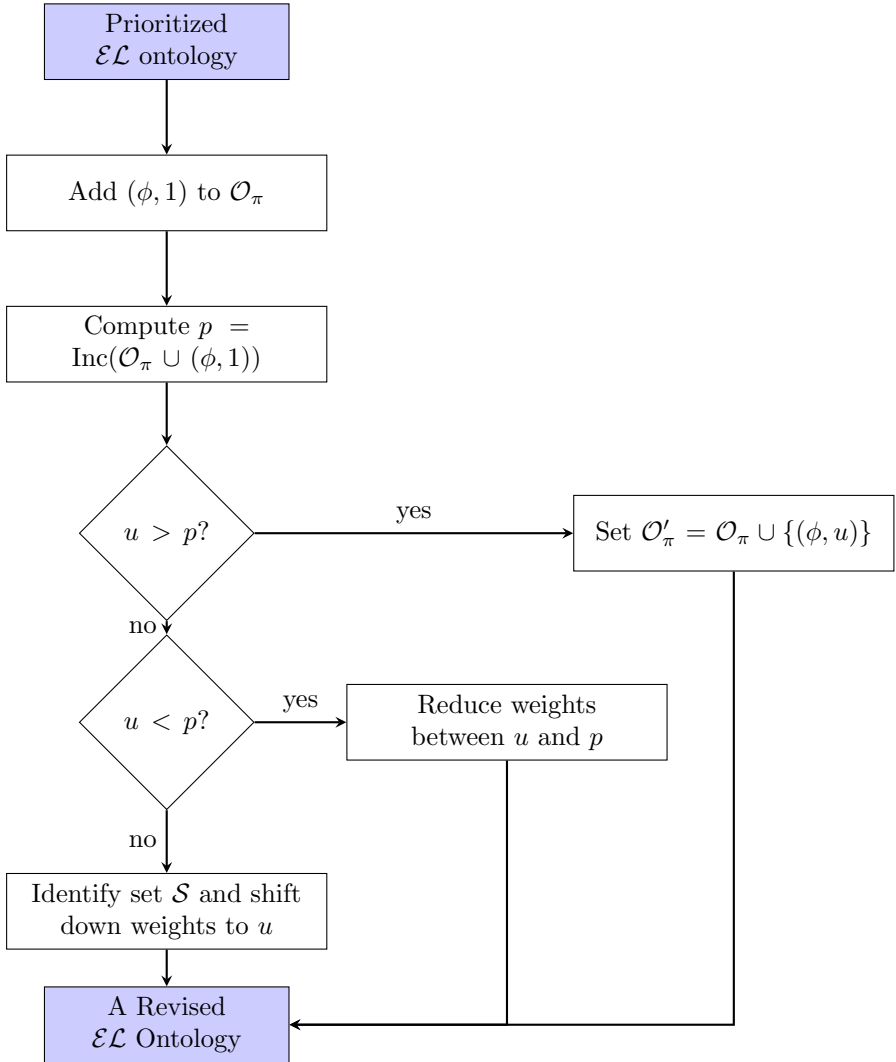 Prioritized
ℰℒ ontology
Add (ϕ, 1) to 𝒪π
Compute p =
Inc(𝒪π ∪ (ϕ, 1))
u > p?
yes
Set 𝒪′π = 𝒪π ∪ {(ϕ, u)}
no
u < p?
yes
Reduce weights
between u and p
no
Identify set 𝒮 and shift
down weights to u
A Revised
ℰℒ Ontology